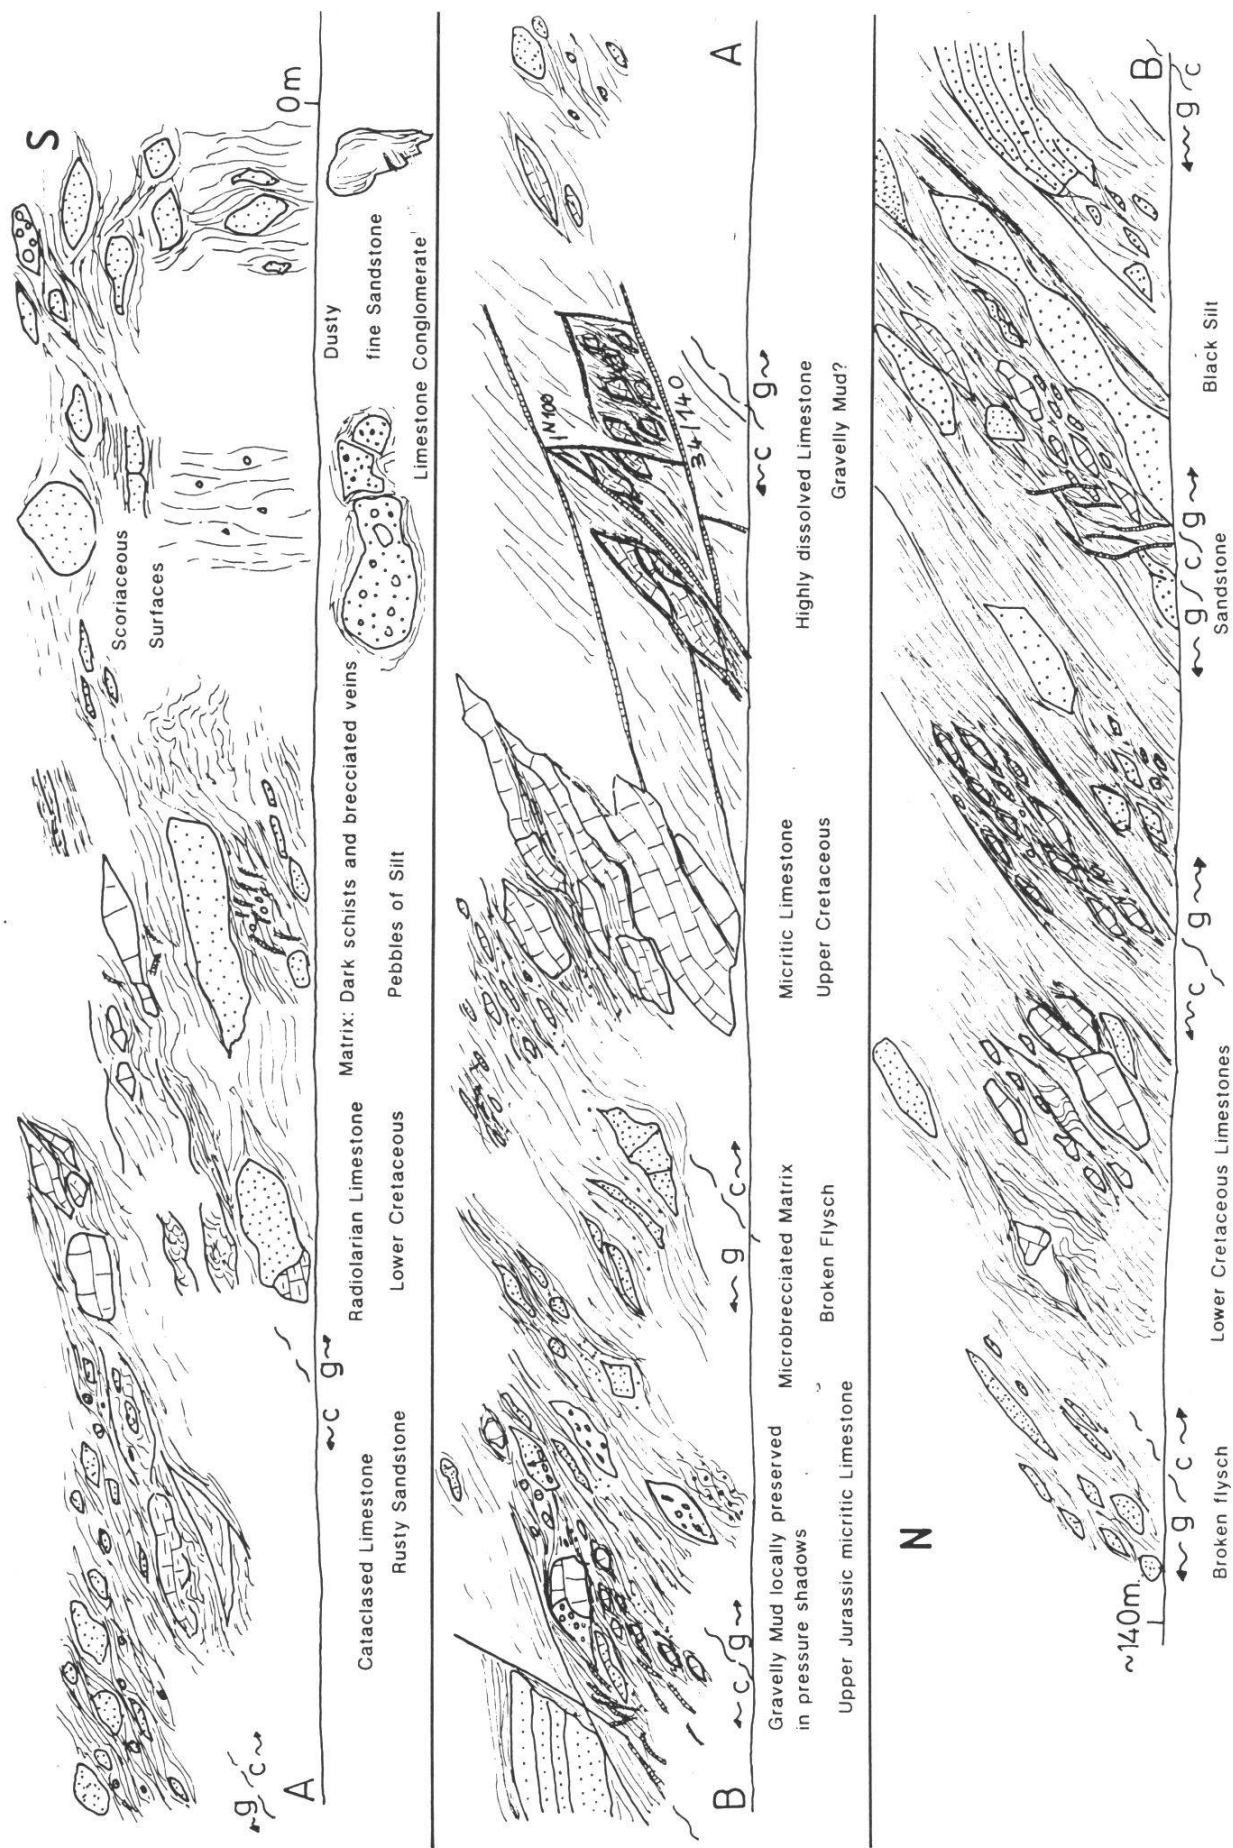 S
0m
Scoriaceous
Surfaces
A
g c
c g
Cataclased Limestone
Rusty Sandstone
Radiolarian Limestone
Lower Cretaceous
Matrix: Dark schists and brecciated veins
Pebbles of Silt
Limestone Conglomerate
Dusty
fine Sandstone
A
N100
34/140
B
c g
g c
c g
Gravelly Mud locally preserved
in pressure shadows
Upper Jurassic micritic Limestone
Microbrecciated Matrix
Broken Flysch
Micritic Limestone
Upper Cretaceous
Highly dissolved Limestone
Gravelly Mud?
N
~140m
B
g c
c g
g c g
g c
Broken flysch
Lower Cretaceous Limestones
Sandstone
Black Silt